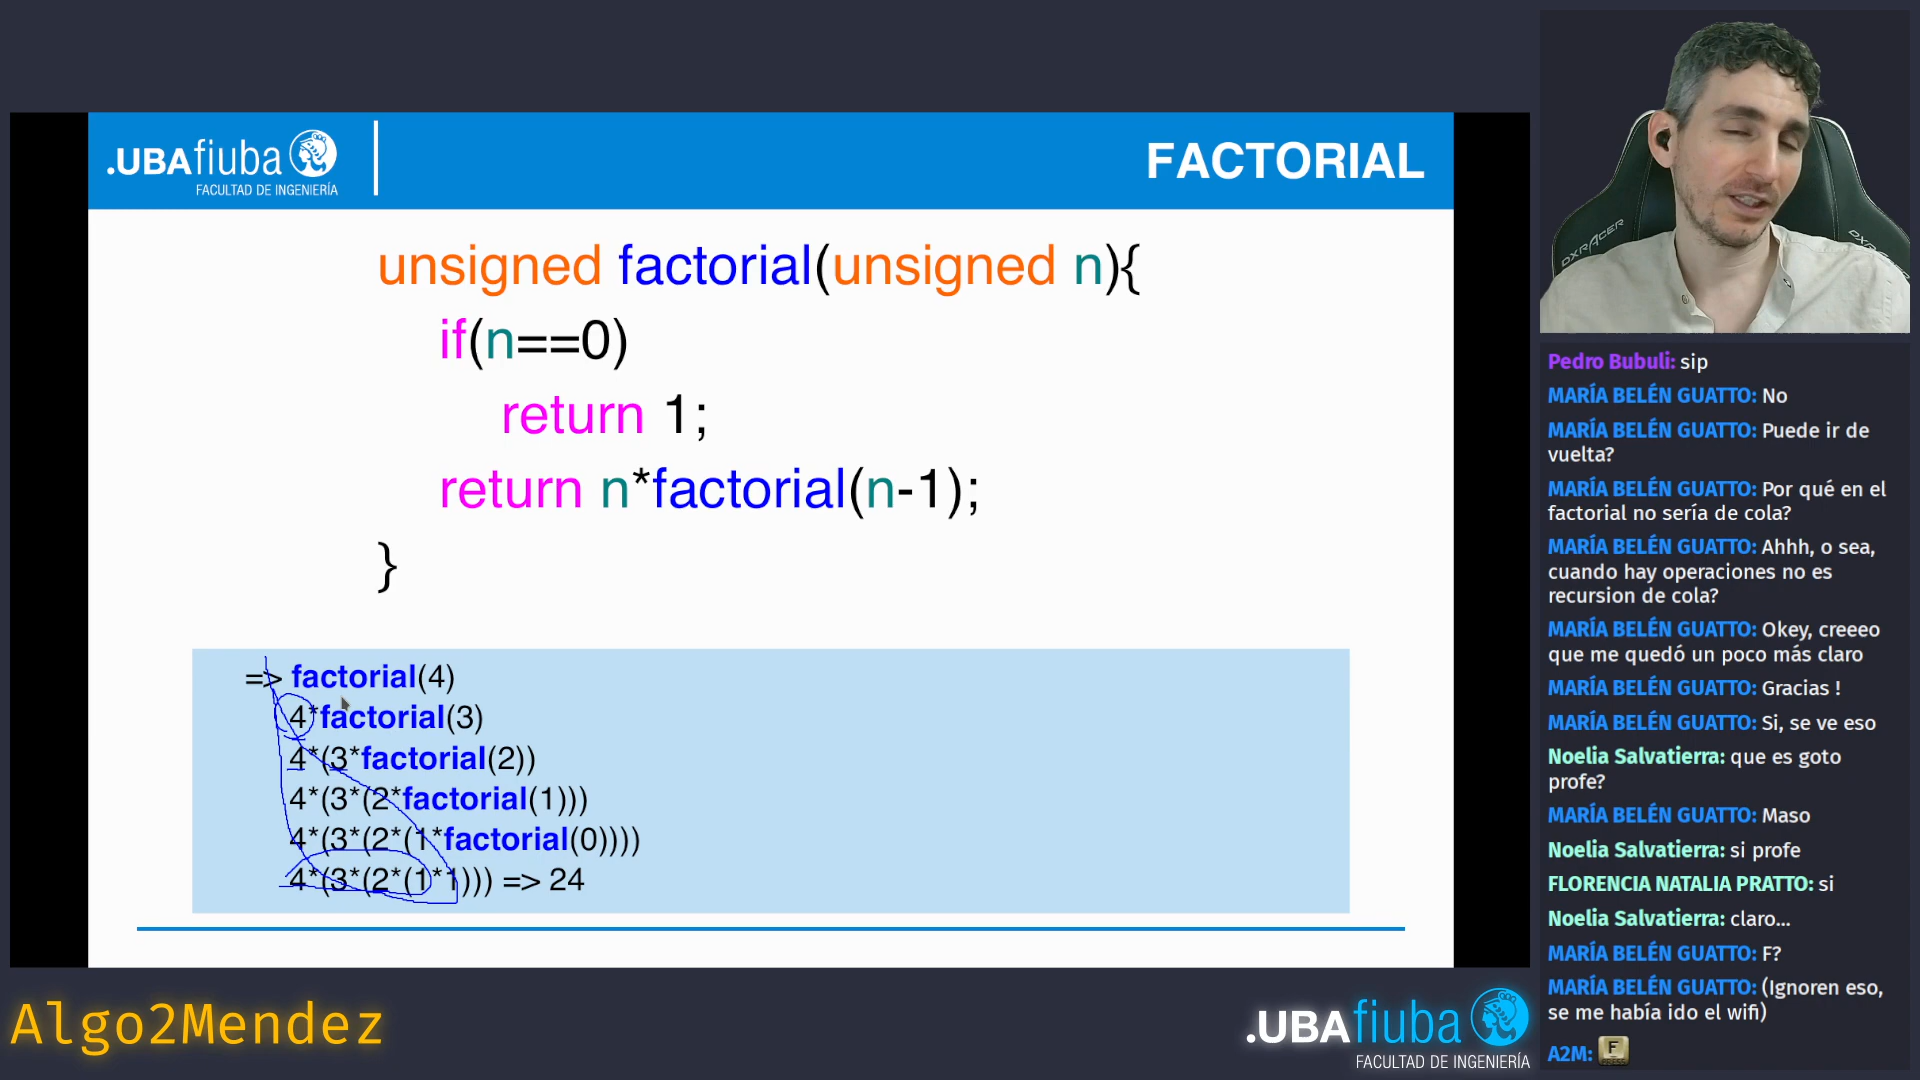 .UBAfiuba
FACULTAD DE INGENIERÍA
FACTORIAL
unsigned factorial(unsigned n){
if(n==0)
return 1;
return n*factorial(n-1);
}
=> factorial(4)
4*factorial(3)
4*(3*factorial(2))
4*(3*(2*factorial(1)))
4*(3*(2*(1*factorial(0))))
4*(3*(2*(1*1))) => 24
DXRACER
Pedro Bubuli: sip
MARÍA BELÉN GUATTO: No
MARÍA BELÉN GUATTO: Puede ir de
vuelta?
MARÍA BELÉN GUATTO: Por qué en el
factorial no sería de cola?
MARÍA BELÉN GUATTO: Ahhh, o sea,
cuando hay operaciones no es
recursion de cola?
MARÍA BELÉN GUATTO: Okey, creeeo
que me quedó un poco más claro
MARÍA BELÉN GUATTO: Gracias !
MARÍA BELÉN GUATTO: Si, se ve eso
Noelia Salvatierra: que es goto
profe?
MARÍA BELÉN GUATTO: Maso
Noelia Salvatierra: si profe
FLORENCIA NATALIA PRATTO: si
Noelia Salvatierra: claro...
MARÍA BELÉN GUATTO: F?
MARÍA BELÉN GUATTO: (Ignoren eso,
se me había ido el wifi)
A2M: F
Algo2Mendez
.UBAfiuba
FACULTAD DE INGENIERÍA